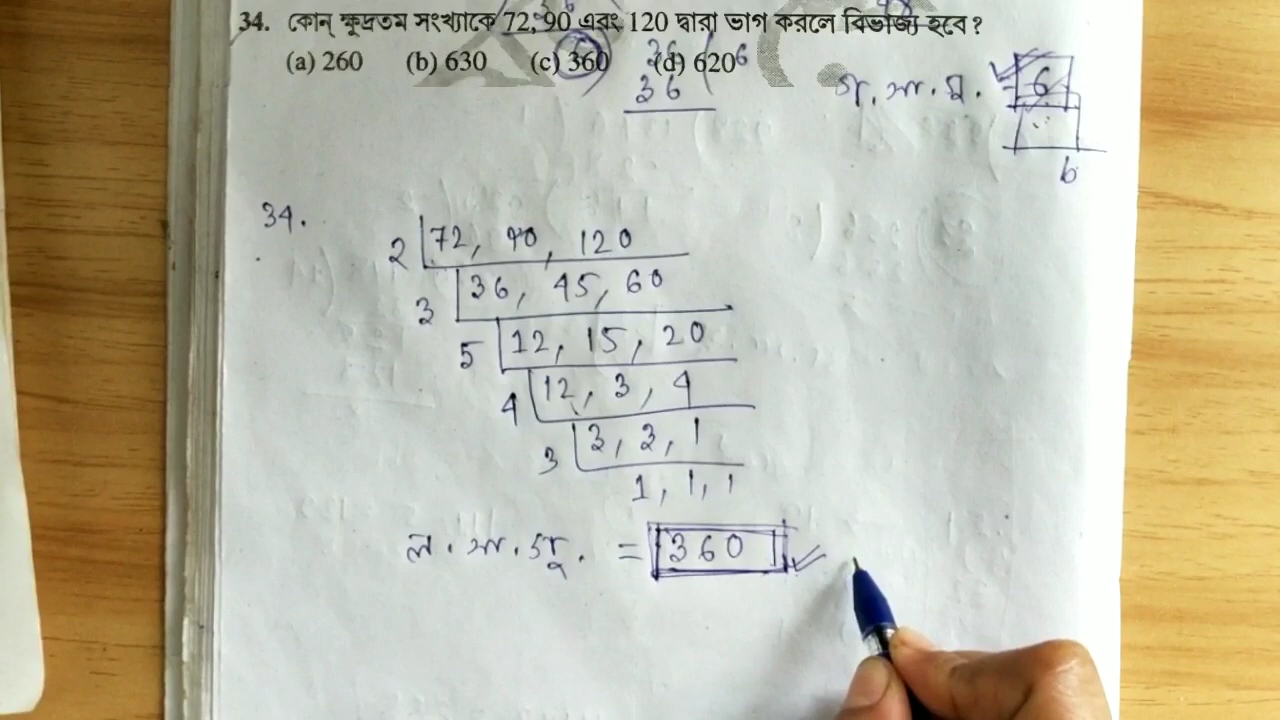 34. কোন্ ক্ষুদ্রতম সংখ্যাকে 72, 90 এবং 120 দ্বারা ভাগ করলে বিভাজ্য হবে?
(a) 260 (b) 630 (c) 360 (d) 620
36 6
36
গ. সা. গু. = 6
34.
2 72, 90, 120
3 36, 45, 60
5 12, 15, 20
4 12, 3, 4
3 3, 3, 1
1, 1, 1
ল. সা. গু. = 360